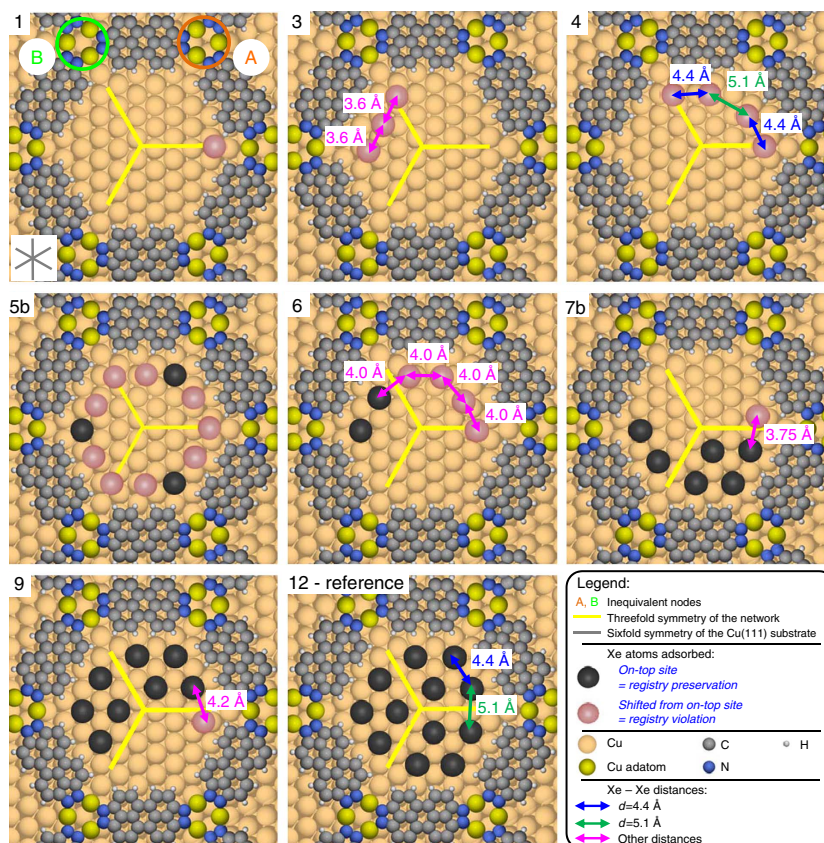 1
B
A
3
3.6 Å
3.6 Å
4
4.4 Å
5.1 Å
4.4 Å
5b
6
4.0 Å
4.0 Å
4.0 Å
4.0 Å
7b
3.75 Å
9
4.2 Å
12 - reference
4.4 Å
5.1 Å
Legend:
A, B Inequivalent nodes
Threefold symmetry of the network
Sixfold symmetry of the Cu(111) substrate
Xe atoms adsorbed:
On-top site
= registry preservation
Shifted from on-top site
= registry violation
Cu C H
Cu adatom N
Xe – Xe distances:
d=4.4 Å
d=5.1 Å
Other distances